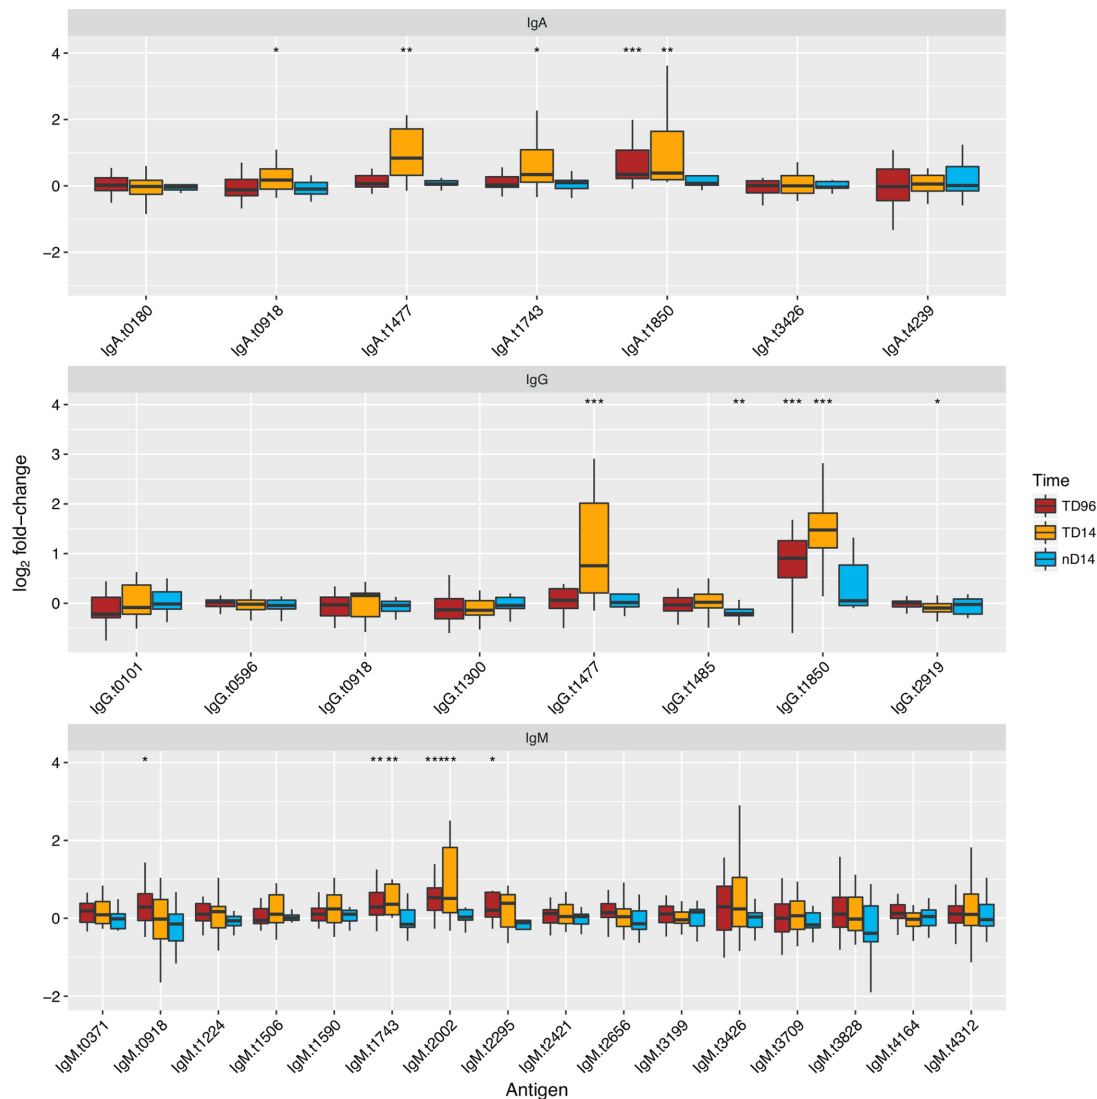 IgA
* ** * *** **
4
2
0
−2
IgA.t0180 IgA.t0918 IgA.t1477 IgA.t1743 IgA.t1850 IgA.t3426 IgA.t4239
IgG
*** ** *** *** *
4
3
2
1
0
IgG.t0101 IgG.t0596 IgG.t0918 IgG.t1300 IgG.t1477 IgG.t1485 IgG.t1850 IgG.t2919
IgM
* ** ** ***** *
4
2
0
−2
IgM.t0371 IgM.t0918 IgM.t1224 IgM.t1506 IgM.t1590 IgM.t1743 IgM.t2002 IgM.t2295 IgM.t2421 IgM.t2656 IgM.t3199 IgM.t3426 IgM.t3709 IgM.t3828 IgM.t4164 IgM.t4312
Antigen
log2 fold−change
Time
TD96
TD14
nD14